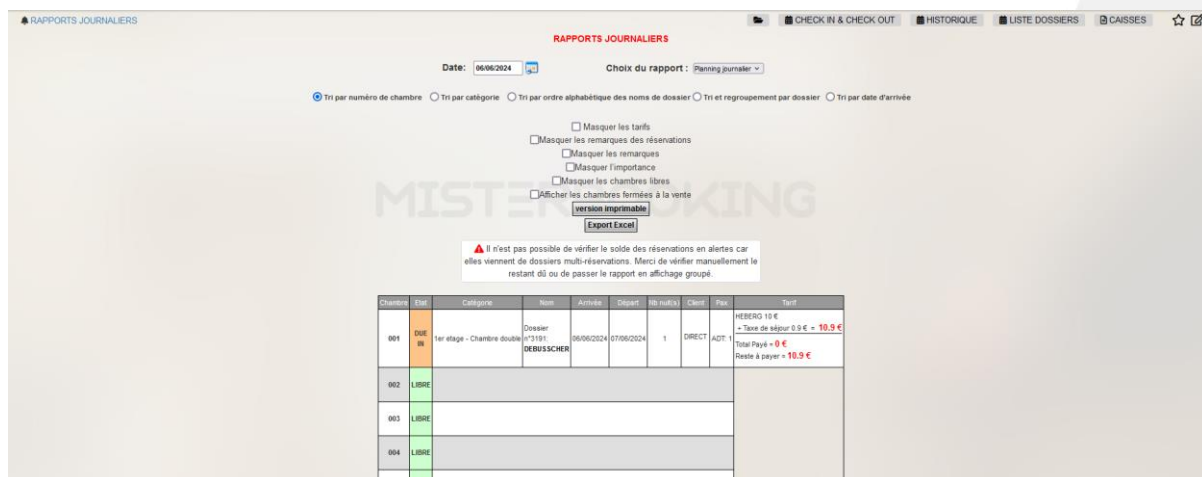 RAPPORTS JOURNALIERS
CHECK IN & CHECK OUT HISTORIQUE LISTE DOSSIERS CAISSES
RAPPORTS JOURNALIERS
Date: 06/06/2024 Choix du rapport : Planning journalier
Tri par numéro de chambre Tri par catégorie Tri par ordre alphabétique des noms de dossier Tri et regroupement par dossier Tri par date d'arrivée
Masquer les tarifs
Masquer les remarques des réservations
Masquer les remarques
Masquer l'importance
Masquer les chambres libres
Afficher les chambres fermées à la vente
MISTER BOOKING
version imprimable
Export Excel
Il n'est pas possible de vérifier le solde des réservations en alertes car
elles viennent de dossiers multi-réservations. Merci de vérifier manuellement le
restant dû ou de passer le rapport en affichage groupé.
Chambre Etat Catégorie Nom Arrivée Départ Nb nuit(s) Client Pax Tarif
001 DUE IN 1er etage - Chambre double Dossier n°3191: DEBUSSCHER 06/06/2024 07/06/2024 1 DIRECT ADT: 1
HEBERG 10 €
+ Taxe de séjour 0.9 € = 10.9 €
Total Payé = 0 €
Reste à payer = 10.9 €
002 LIBRE
003 LIBRE
004 LIBRE